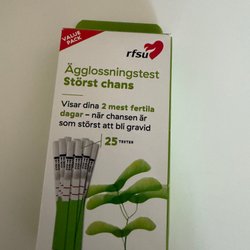 VALUE
PACK
rfsu
Ägglossningstest
Störst chans
Visar dina 2 mest fertila
dagar – när chansen är
som störst att bli gravid
25 TESTER